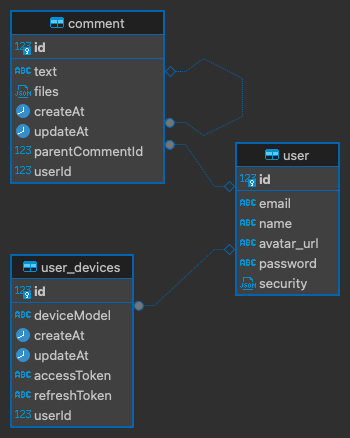 comment
123 id
ABC text
JSON files
createAt
updateAt
123 parentCommentId
123 userId
user
123 id
ABC email
ABC name
ABC avatar_url
ABC password
JSON security
user_devices
123 id
ABC deviceModel
createAt
updateAt
ABC accessToken
ABC refreshToken
123 userId